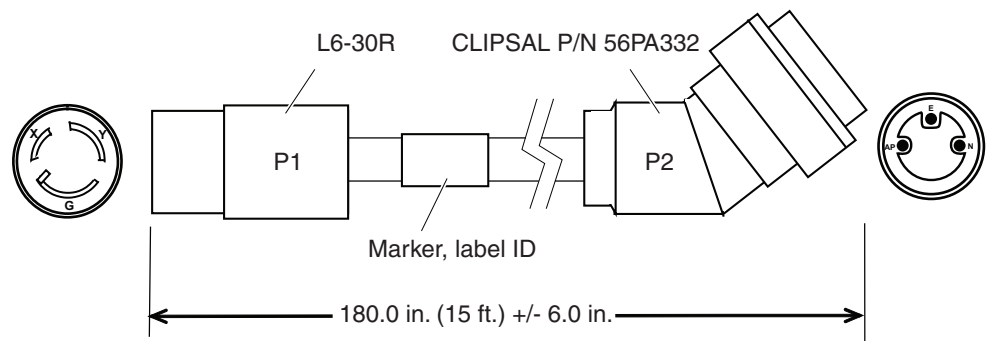 L6-30R
CLIPSAL P/N 56PA332
X
Y
G
P1
P2
E
AP
N
Marker, label ID
180.0 in. (15 ft.) +/- 6.0 in.